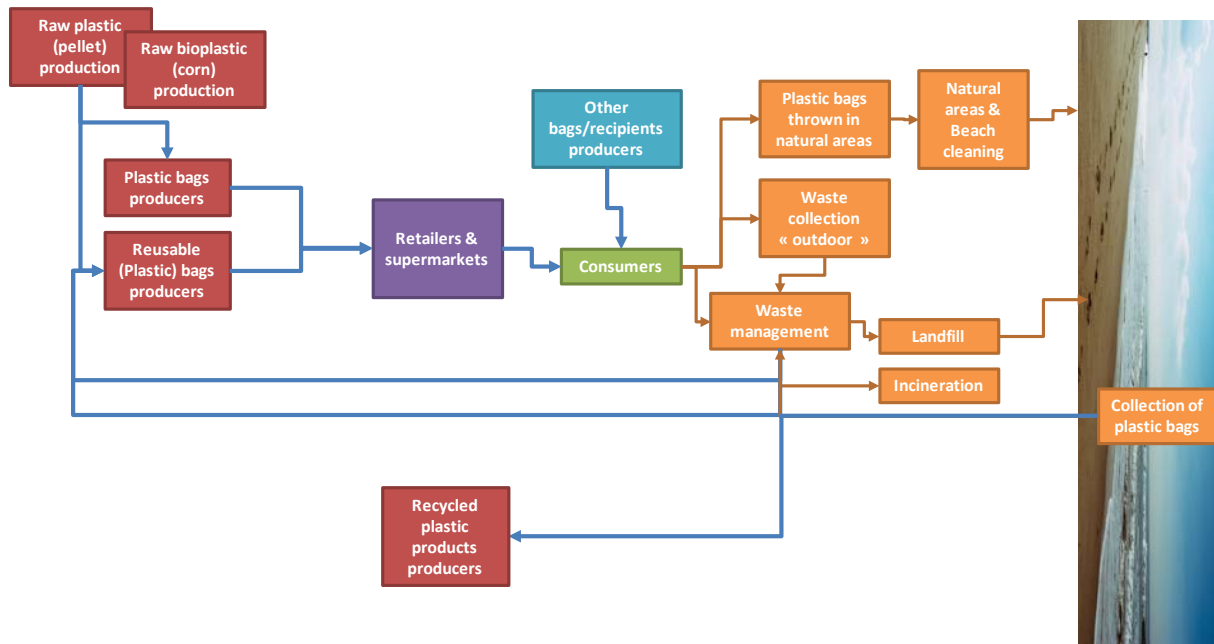 Raw plastic
(pellet)
production
Raw bioplastic
(corn)
production
Other
bags/recipients
producers
Plastic bags
thrown in
natural areas
Natural
areas &
Beach
cleaning
Plastic bags
producers
Waste
collection
« outdoor »
Reusable
(Plastic) bags
producers
Retailers &
supermarkets
Consumers
Waste
management
Landfill
Incineration
Collection of
plastic bags
Recycled
plastic
products
producers